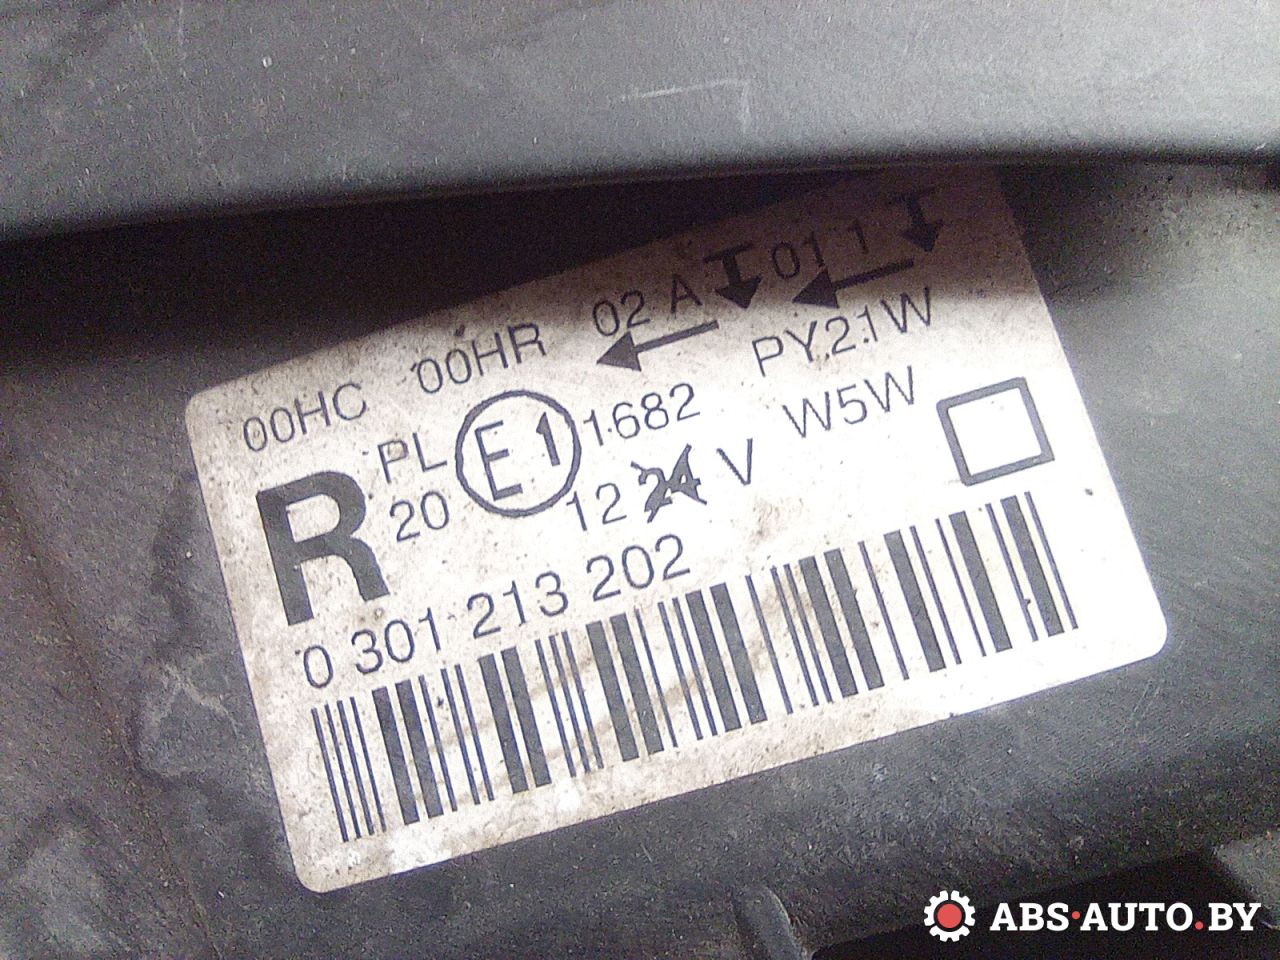 00HC 00HR 02 A 01 1
PL E1 1682 PY21W
R 20 12 24 V W5W
0 301 213 202
ABS·AUTO.BY